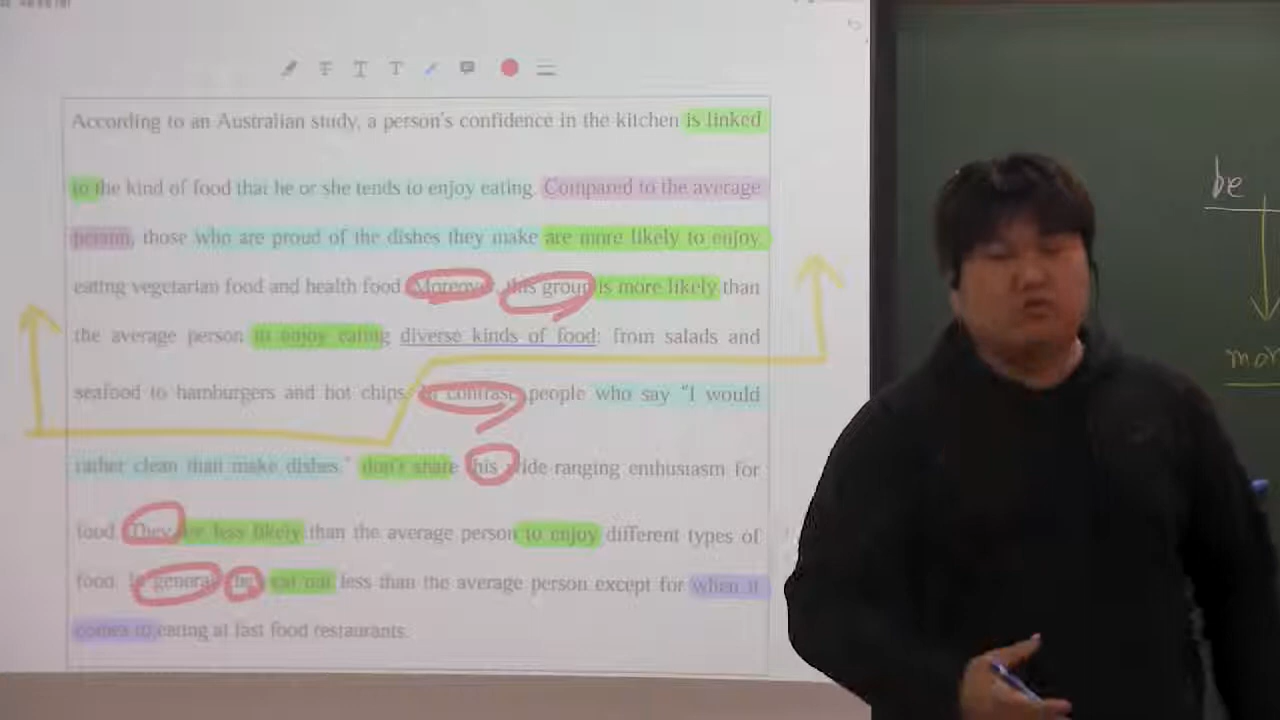 According to an Australian study, a person's confidence in the kitchen is linked
to the kind of food that he or she tends to enjoy eating. Compared to the average
person, those who are proud of the dishes they make are more likely to enjoy
eating vegetarian food and health food. Moreover, this group is more likely than
the average person to enjoy eating diverse kinds of food: from salads and
seafood to hamburgers and hot chips. In contrast, people who say "I would
rather clean than make dishes." don't share this wide-ranging enthusiasm for
food. They are less likely than the average person to enjoy different types of
food. In general, they eat out less than the average person except for when it
comes to eating at fast food restaurants.
be